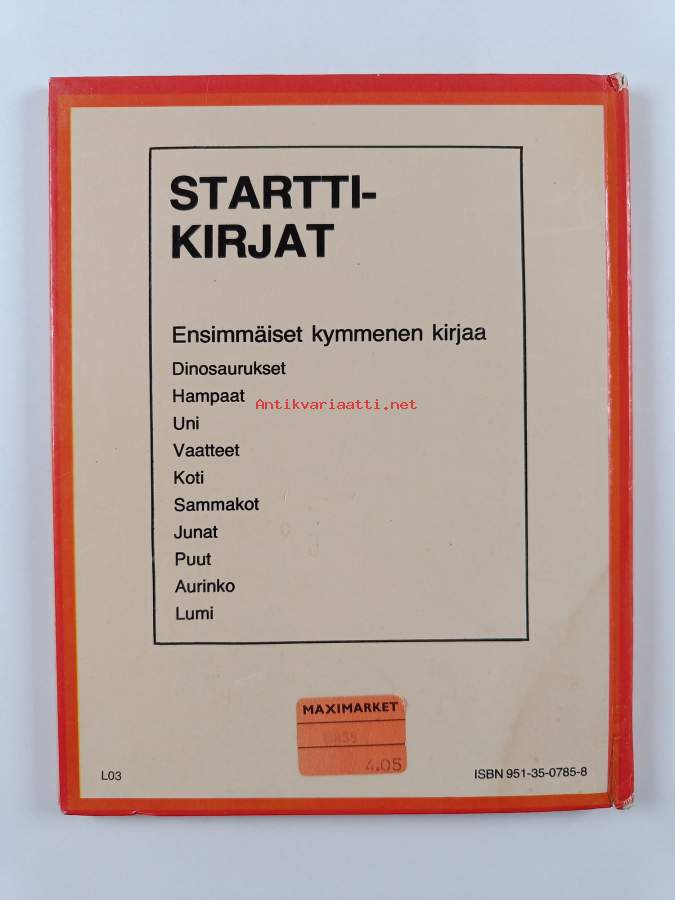 STARTTI-
KIRJAT
Ensimmäiset kymmenen kirjaa
Dinosaurukset
Hampaat
Antikvariaatti.net
Uni
Vaatteet
Koti
Sammakot
Junat
Puut
Aurinko
Lumi
MAXIMARKET
4.05
L03
ISBN 951-35-0785-8